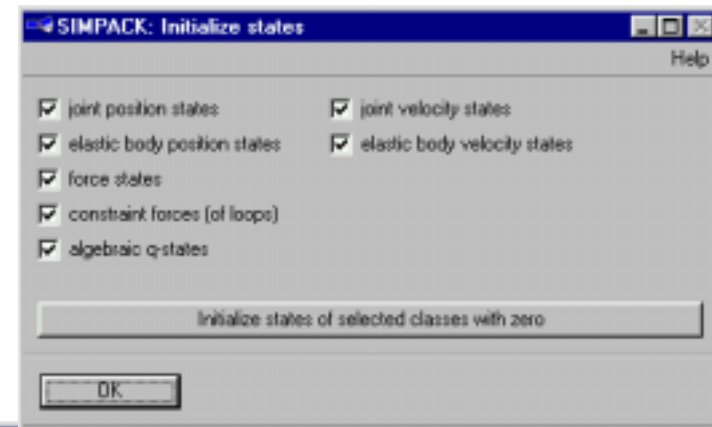 SIMPACK: Initialize states
Help
joint position states
joint velocity states
elastic body position states
elastic body velocity states
force states
constraint forces (of loops)
algebraic q-states
Initialize states of selected classes with zero
OK